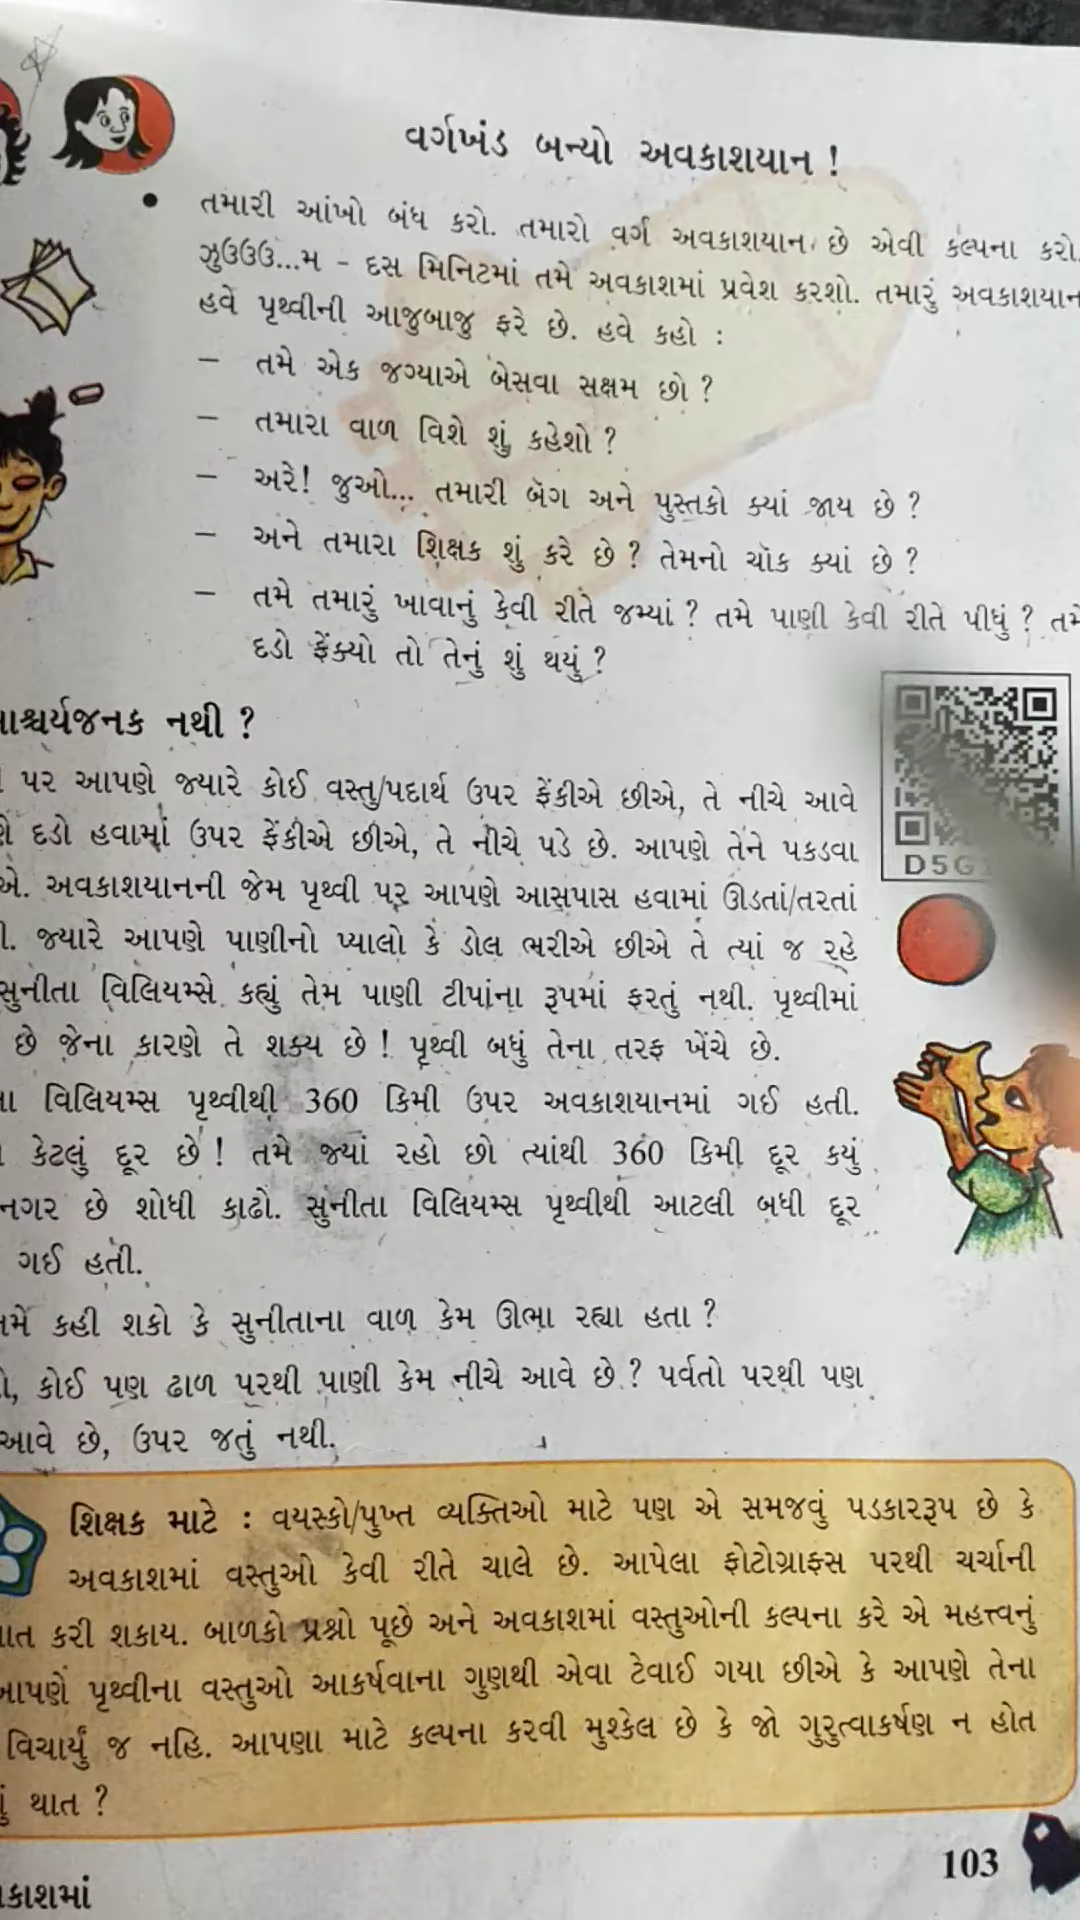 વર્ગખંડ બન્યો અવકાશયાન !
• તમારી આંખો બંધ કરો. તમારો વર્ગ અવકાશયાન છે એવી કલ્પના કરો.
ઝુઉઉઉ...મ – દસ મિનિટમાં તમે અવકાશમાં પ્રવેશ કરશો. તમારું અવકાશયાન
હવે પૃથ્વીની આજુબાજુ ફરે છે. હવે કહો :
– તમે એક જગ્યાએ બેસવા સક્ષમ છો ?
– તમારા વાળ વિશે શું કહેશો ?
– અરે! જુઓ... તમારી બૅગ અને પુસ્તકો ક્યાં જાય છે ?
– અને તમારા શિક્ષક શું કરે છે ? તેમનો ચૉક ક્યાં છે ?
– તમે તમારું ખાવાનું કેવી રીતે જમ્યાં ? તમે પાણી કેવી રીતે પીધું ? તમે
દડો ફેંક્યો તો તેનું શું થયું ?
નથી ?
પર આપણે જ્યારે કોઈ વસ્તુ/પદાર્થ ઉપર ફેંકીએ છીએ, તે નીચે આવે
દડો હવામાં ઉપર ફેંકીએ છીએ, તે નીચે પડે છે. આપણે તેને પકડવા
અવકાશયાનની જેમ પૃથ્વી પર આપણે આસપાસ હવામાં ઊડતાં/તરતાં
જ્યારે આપણે પાણીનો પ્યાલો કે ડોલ ભરીએ છીએ તે ત્યાં જ રહે
સુનીતા વિલિયમ્સે કહ્યું તેમ પાણી ટીપાંના રૂપમાં ફરતું નથી. પૃથ્વીમાં
છે જેના કારણે તે શક્ય છે ! પૃથ્વી બધું તેના તરફ ખેંચે છે.
વિલિયમ્સ પૃથ્વીથી 360 કિમી ઉપર અવકાશયાનમાં ગઈ હતી.
કેટલું દૂર છે ! તમે જ્યાં રહો છો ત્યાંથી 360 કિમી દૂર કયું
નગર છે શોધી કાઢો. સુનીતા વિલિયમ્સ પૃથ્વીથી આટલી બધી દૂર
ગઈ હતી.
કહી શકો કે સુનીતાના વાળ કેમ ઊભા રહ્યા હતા ?
કોઈ પણ ઢાળ પરથી પાણી કેમ નીચે આવે છે ? પર્વતો પરથી પણ
આવે છે, ઉપર જતું નથી.
શિક્ષક માટે : વયસ્કો/પુખ્ત વ્યક્તિઓ માટે પણ એ સમજવું પડકારરૂપ છે કે
અવકાશમાં વસ્તુઓ કેવી રીતે ચાલે છે. આપેલા ફોટોગ્રાફ્સ પરથી ચર્ચાની
કરી શકાય. બાળકો પ્રશ્નો પૂછે અને અવકાશમાં વસ્તુઓની કલ્પના કરે એ મહત્ત્વનું
આપણે પૃથ્વીના વસ્તુઓ આકર્ષવાના ગુણથી એવા ટેવાઈ ગયા છીએ કે આપણે તેના
વિચાર્યું જ નહિ. આપણા માટે કલ્પના કરવી મુશ્કેલ છે કે જો ગુરુત્વાકર્ષણ ન હોત
થાત ?
103